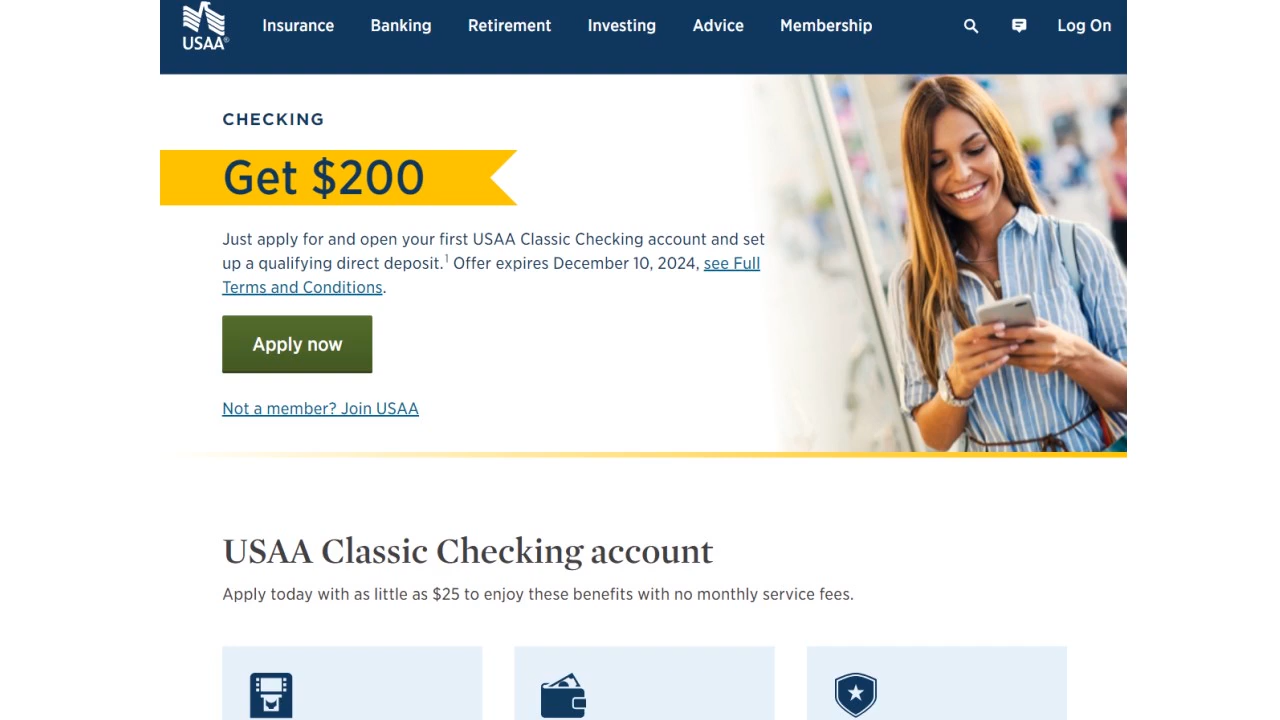 USAA®
Insurance Banking Retirement Investing Advice Membership Log On
CHECKING
Get $200
Just apply for and open your first USAA Classic Checking account and set
up a qualifying direct deposit.1 Offer expires December 10, 2024, see Full
Terms and Conditions.
Apply now
Not a member? Join USAA
USAA Classic Checking account
Apply today with as little as $25 to enjoy these benefits with no monthly service fees.